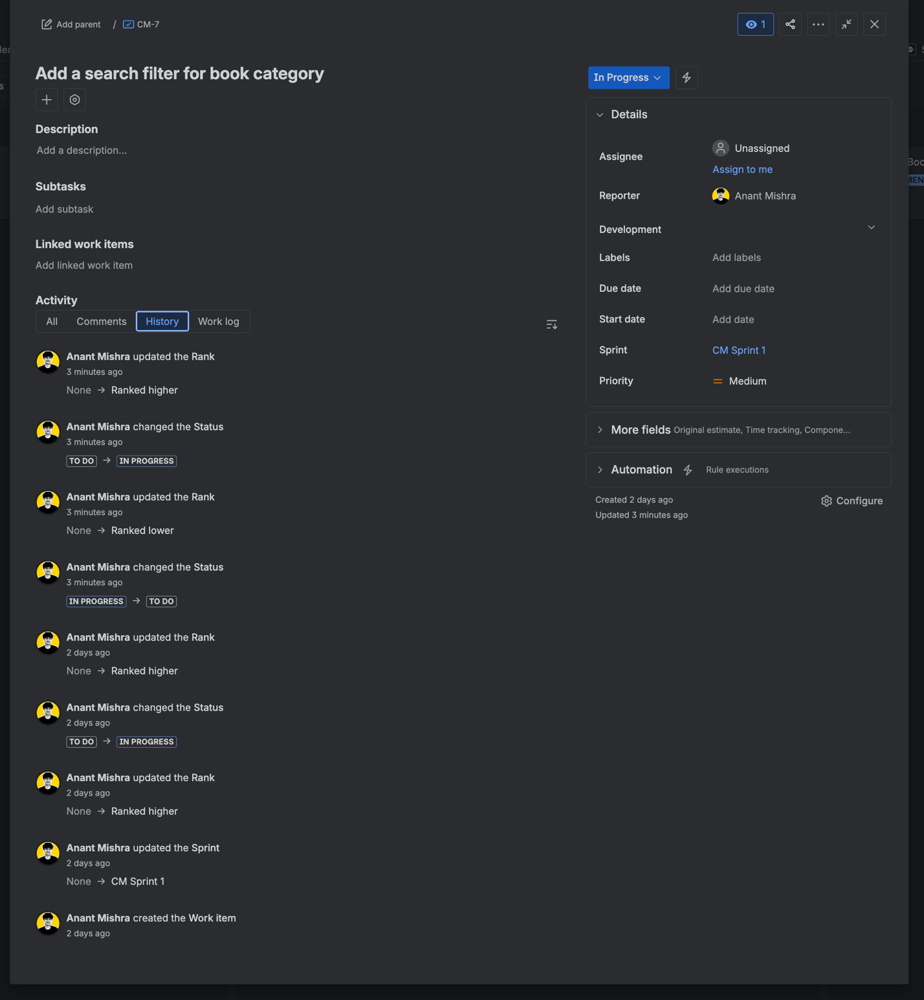 Add parent / CM-7
1
Add a search filter for book category
In Progress
Description
Add a description...
Subtasks
Add subtask
Linked work items
Add linked work item
Activity
All Comments History Work log
Anant Mishra updated the Rank
3 minutes ago
None → Ranked higher
Anant Mishra changed the Status
3 minutes ago
TO DO → IN PROGRESS
Anant Mishra updated the Rank
3 minutes ago
None → Ranked lower
Anant Mishra changed the Status
3 minutes ago
IN PROGRESS → TO DO
Anant Mishra updated the Rank
2 days ago
None → Ranked higher
Anant Mishra changed the Status
2 days ago
TO DO → IN PROGRESS
Anant Mishra updated the Rank
2 days ago
None → Ranked higher
Anant Mishra updated the Sprint
2 days ago
None → CM Sprint 1
Anant Mishra created the Work item
2 days ago
Details
Assignee
Unassigned
Assign to me
Reporter
Anant Mishra
Development
Labels
Add labels
Due date
Add due date
Start date
Add date
Sprint
CM Sprint 1
Priority
Medium
More fields Original estimate, Time tracking, Compone...
Automation Rule executions
Created 2 days ago
Updated 3 minutes ago
Configure